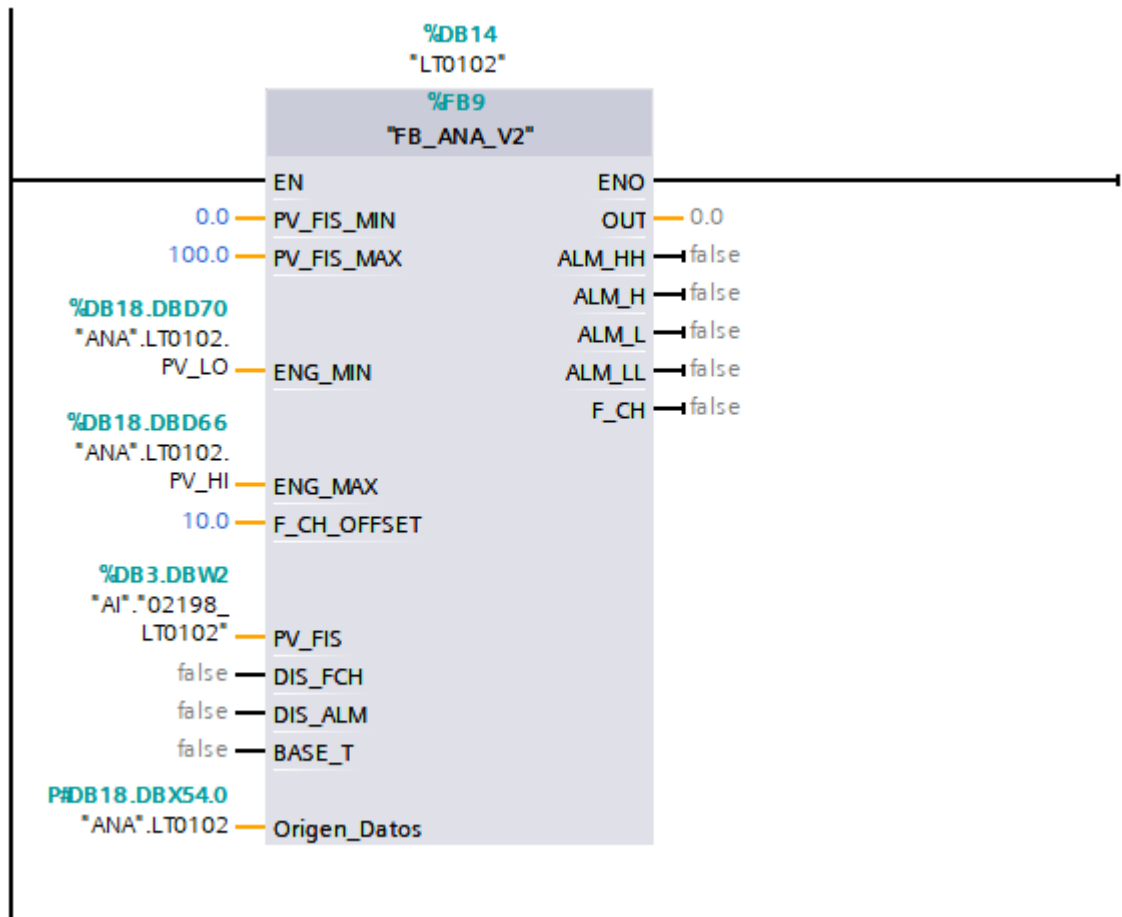 %DB14
"LT0102"
%FB9
"FB_ANA_V2"
EN ENO
0.0 PV_FIS_MIN OUT 0.0
100.0 PV_FIS_MAX ALM_HH false
ALM_H false
%DB18.DBD70
"ANA".LT0102.
ALM_L false
PV_LO ENG_MIN ALM_LL false
F_CH false
%DB18.DBD66
"ANA".LT0102.
PV_HI ENG_MAX
10.0 F_CH_OFFSET
%DB3.DBW2
"AI"."02198_
LT0102" PV_FIS
false DIS_FCH
false DIS_ALM
false BASE_T
P#DB18.DBX54.0
"ANA".LT0102 Origen_Datos